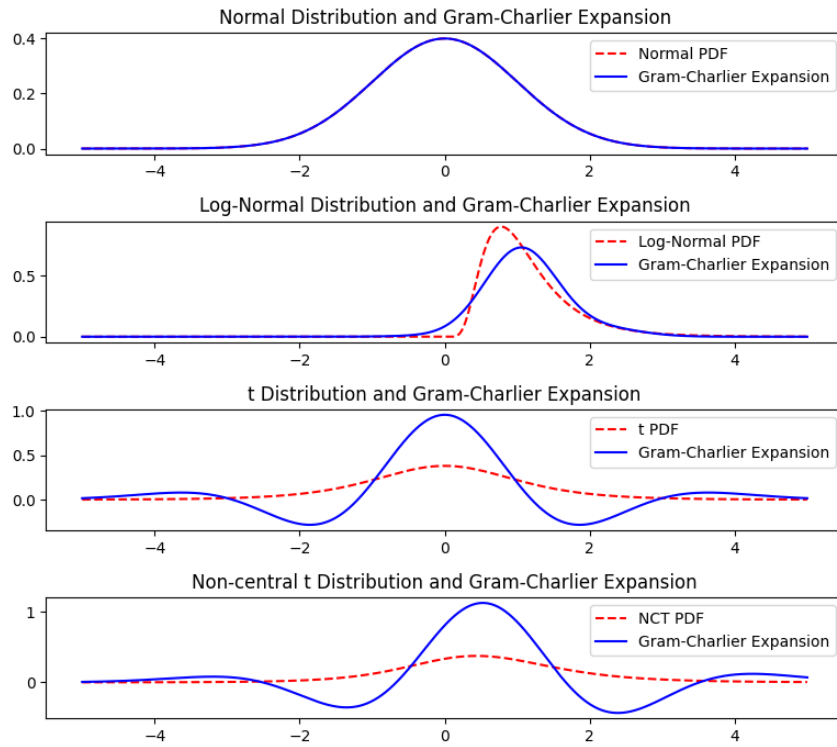 Normal Distribution and Gram-Charlier Expansion
0.4
0.2
0.0
Normal PDF
Gram-Charlier Expansion
−4
−2
0
2
4
Log-Normal Distribution and Gram-Charlier Expansion
0.5
0.0
Log-Normal PDF
Gram-Charlier Expansion
−4
−2
0
2
4
t Distribution and Gram-Charlier Expansion
1.0
0.5
0.0
t PDF
Gram-Charlier Expansion
−4
−2
0
2
4
Non-central t Distribution and Gram-Charlier Expansion
1
0
NCT PDF
Gram-Charlier Expansion
−4
−2
0
2
4